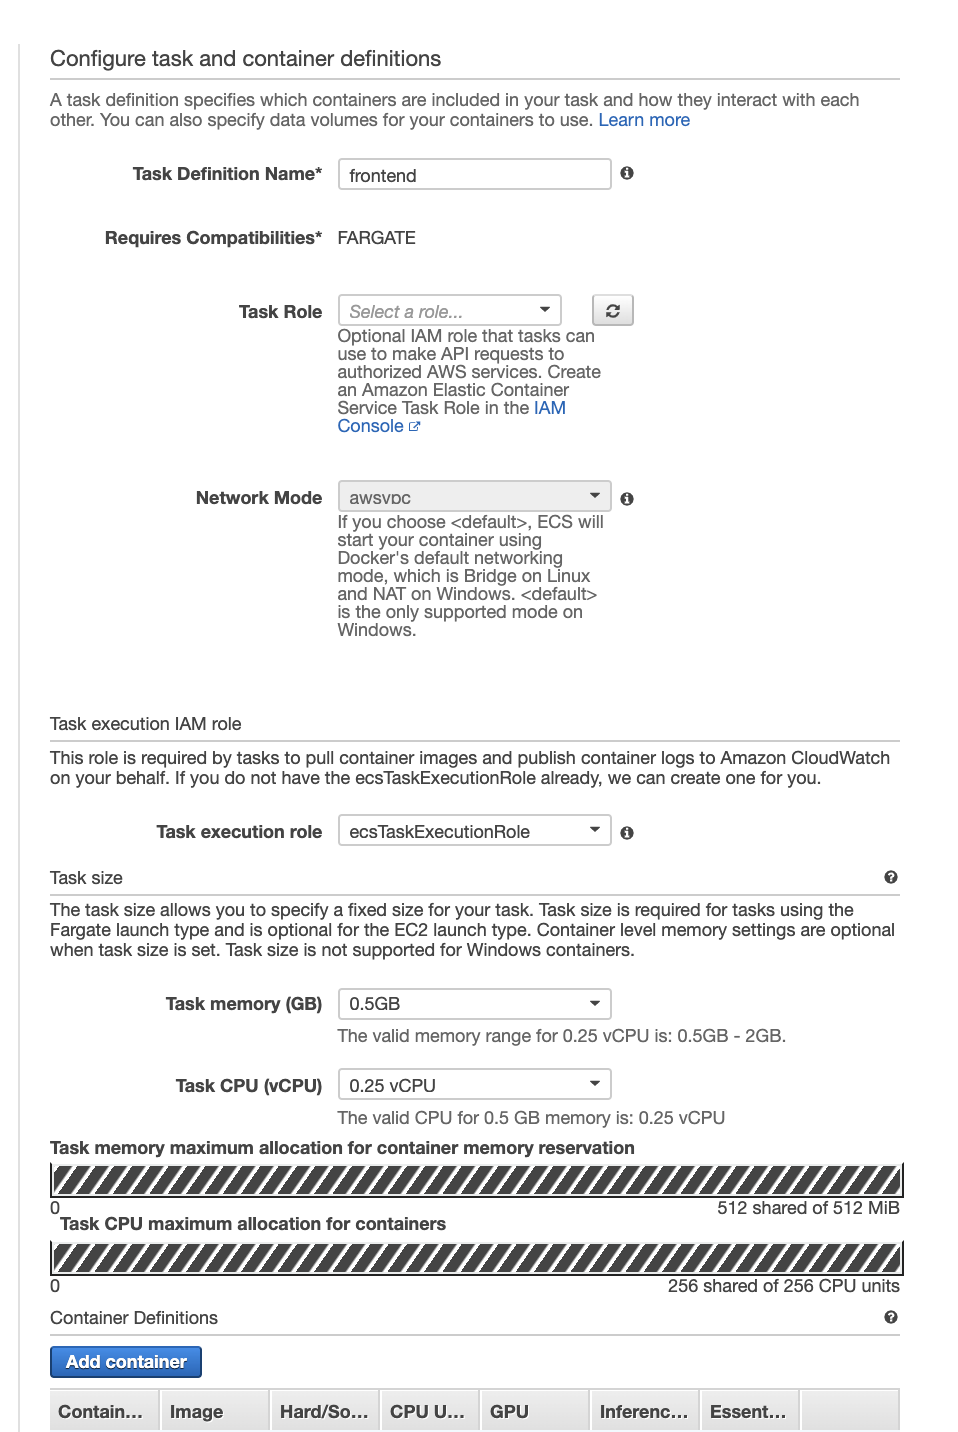 Configure task and container definitions
A task definition specifies which containers are included in your task and how they interact with each
other. You can also specify data volumes for your containers to use. Learn more
Task Definition Name* frontend
Requires Compatibilities* FARGATE
Task Role Select a role...
Optional IAM role that tasks can
use to make API requests to
authorized AWS services. Create
an Amazon Elastic Container
Service Task Role in the IAM
Console
Network Mode awsvpc
If you choose <default>, ECS will
start your container using
Docker's default networking
mode, which is Bridge on Linux
and NAT on Windows. <default>
is the only supported mode on
Windows.
Task execution IAM role
This role is required by tasks to pull container images and publish container logs to Amazon CloudWatch
on your behalf. If you do not have the ecsTaskExecutionRole already, we can create one for you.
Task execution role ecsTaskExecutionRole
Task size
The task size allows you to specify a fixed size for your task. Task size is required for tasks using the
Fargate launch type and is optional for the EC2 launch type. Container level memory settings are optional
when task size is set. Task size is not supported for Windows containers.
Task memory (GB) 0.5GB
The valid memory range for 0.25 vCPU is: 0.5GB - 2GB.
Task CPU (vCPU) 0.25 vCPU
The valid CPU for 0.5 GB memory is: 0.25 vCPU
Task memory maximum allocation for container memory reservation
0 512 shared of 512 MiB
Task CPU maximum allocation for containers
0 256 shared of 256 CPU units
Container Definitions
Add container
Contain... Image Hard/So... CPU U... GPU Inferenc... Essent...